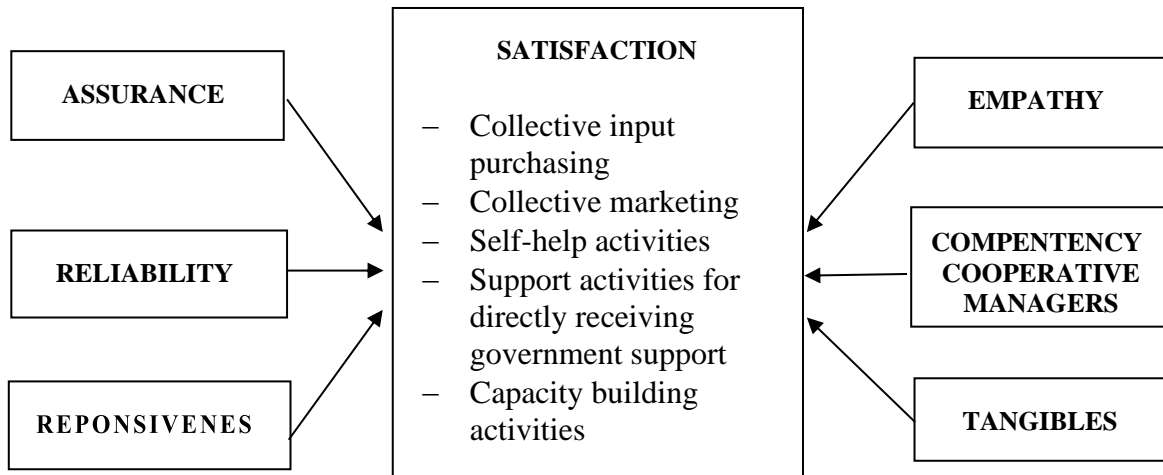 ASSURANCE
RELIABILITY
REPONSIVENES
SATISFACTION
– Collective input
purchasing
– Collective marketing
– Self-help activities
– Support activities for
directly receiving
government support
– Capacity building
activities
EMPATHY
COMPENTENCY
COOPERATIVE
MANAGERS
TANGIBLES